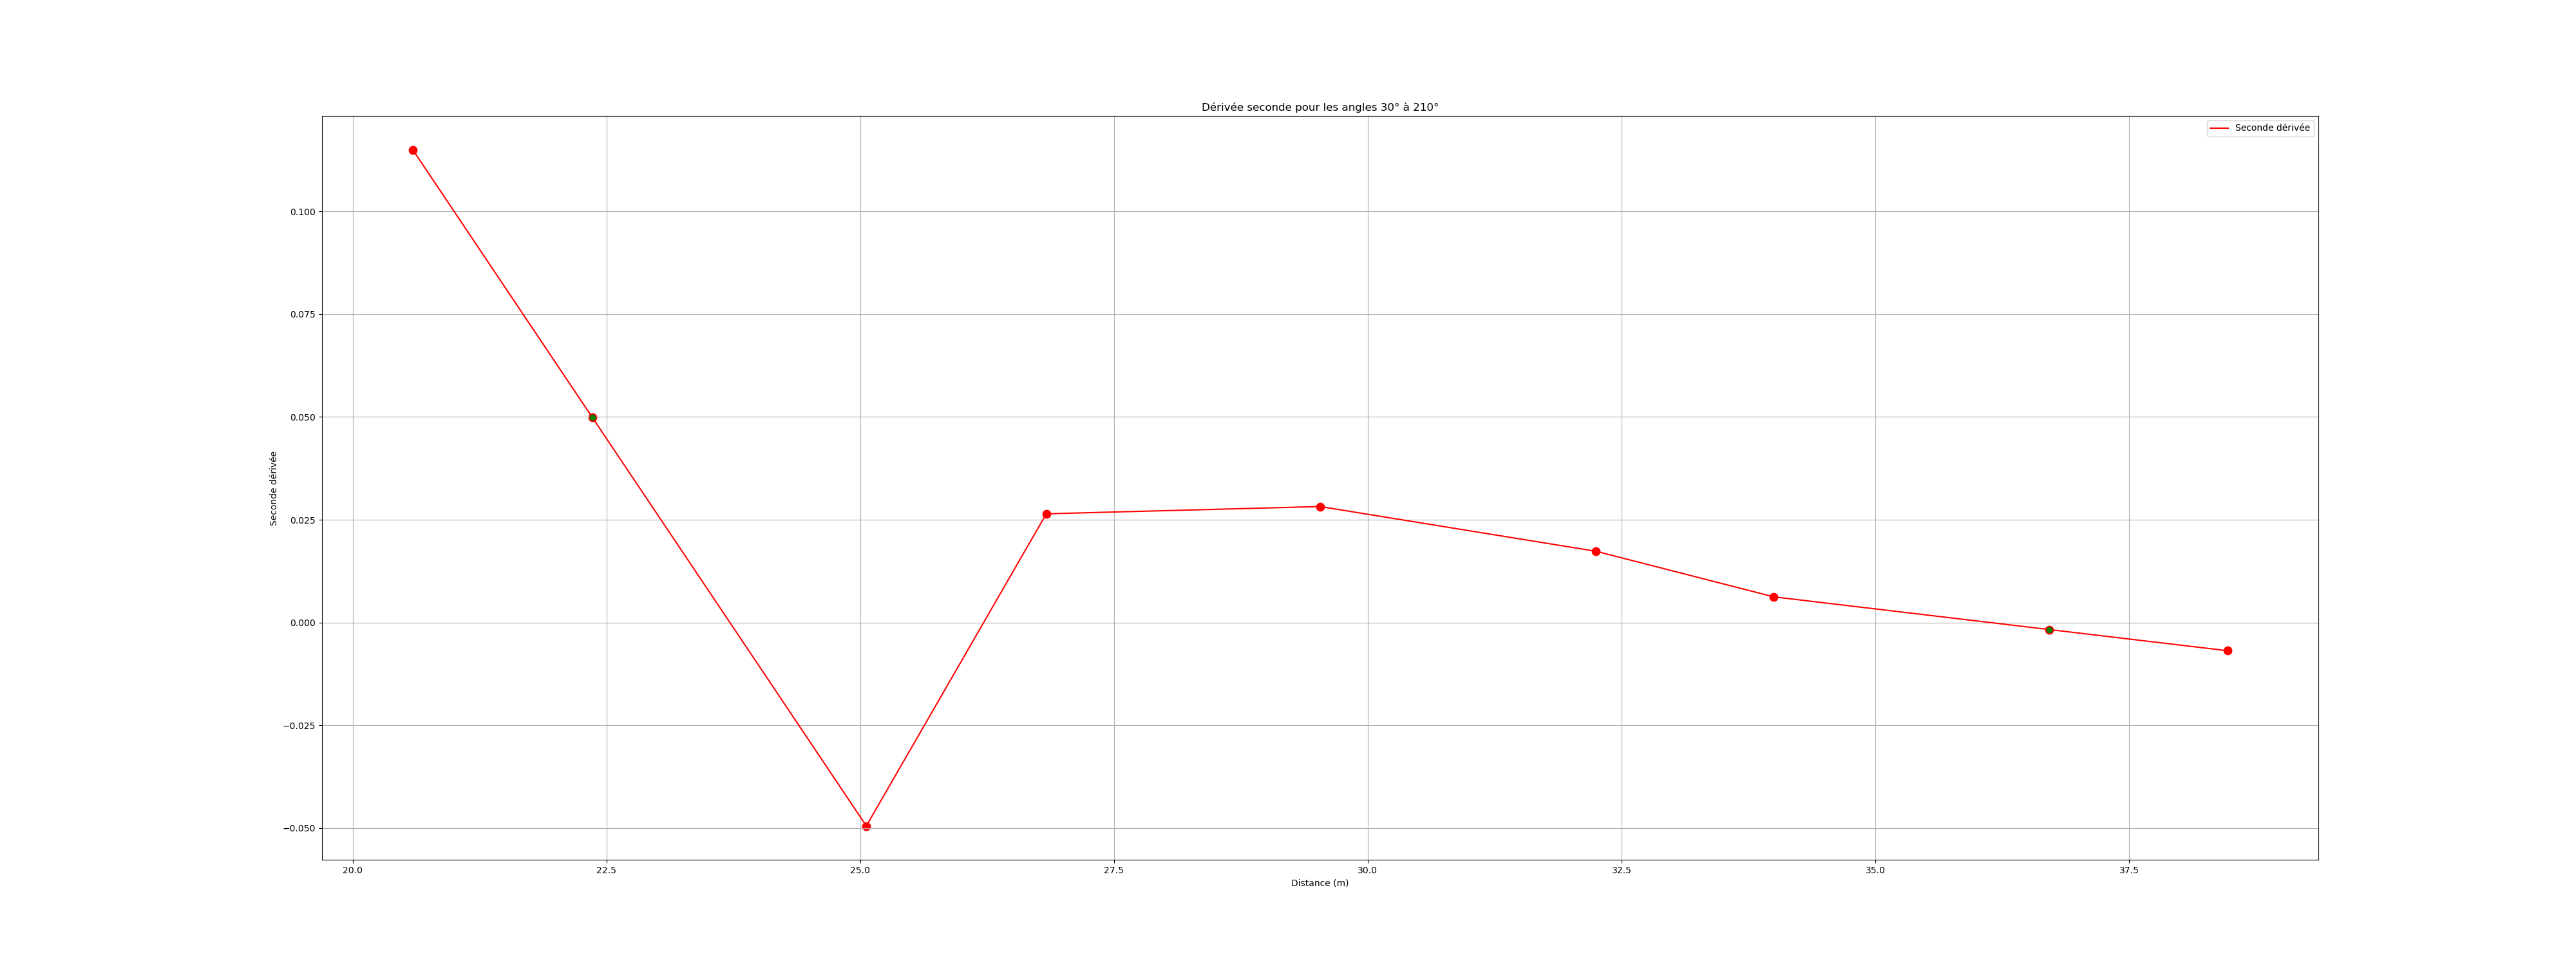 Dérivée seconde pour les angles 30° à 210°
Seconde dérivée
0.100
0.075
0.050
0.025
0.000
−0.025
−0.050
Seconde dérivée
20.0 22.5 25.0 27.5 30.0 32.5 35.0 37.5
Distance (m)